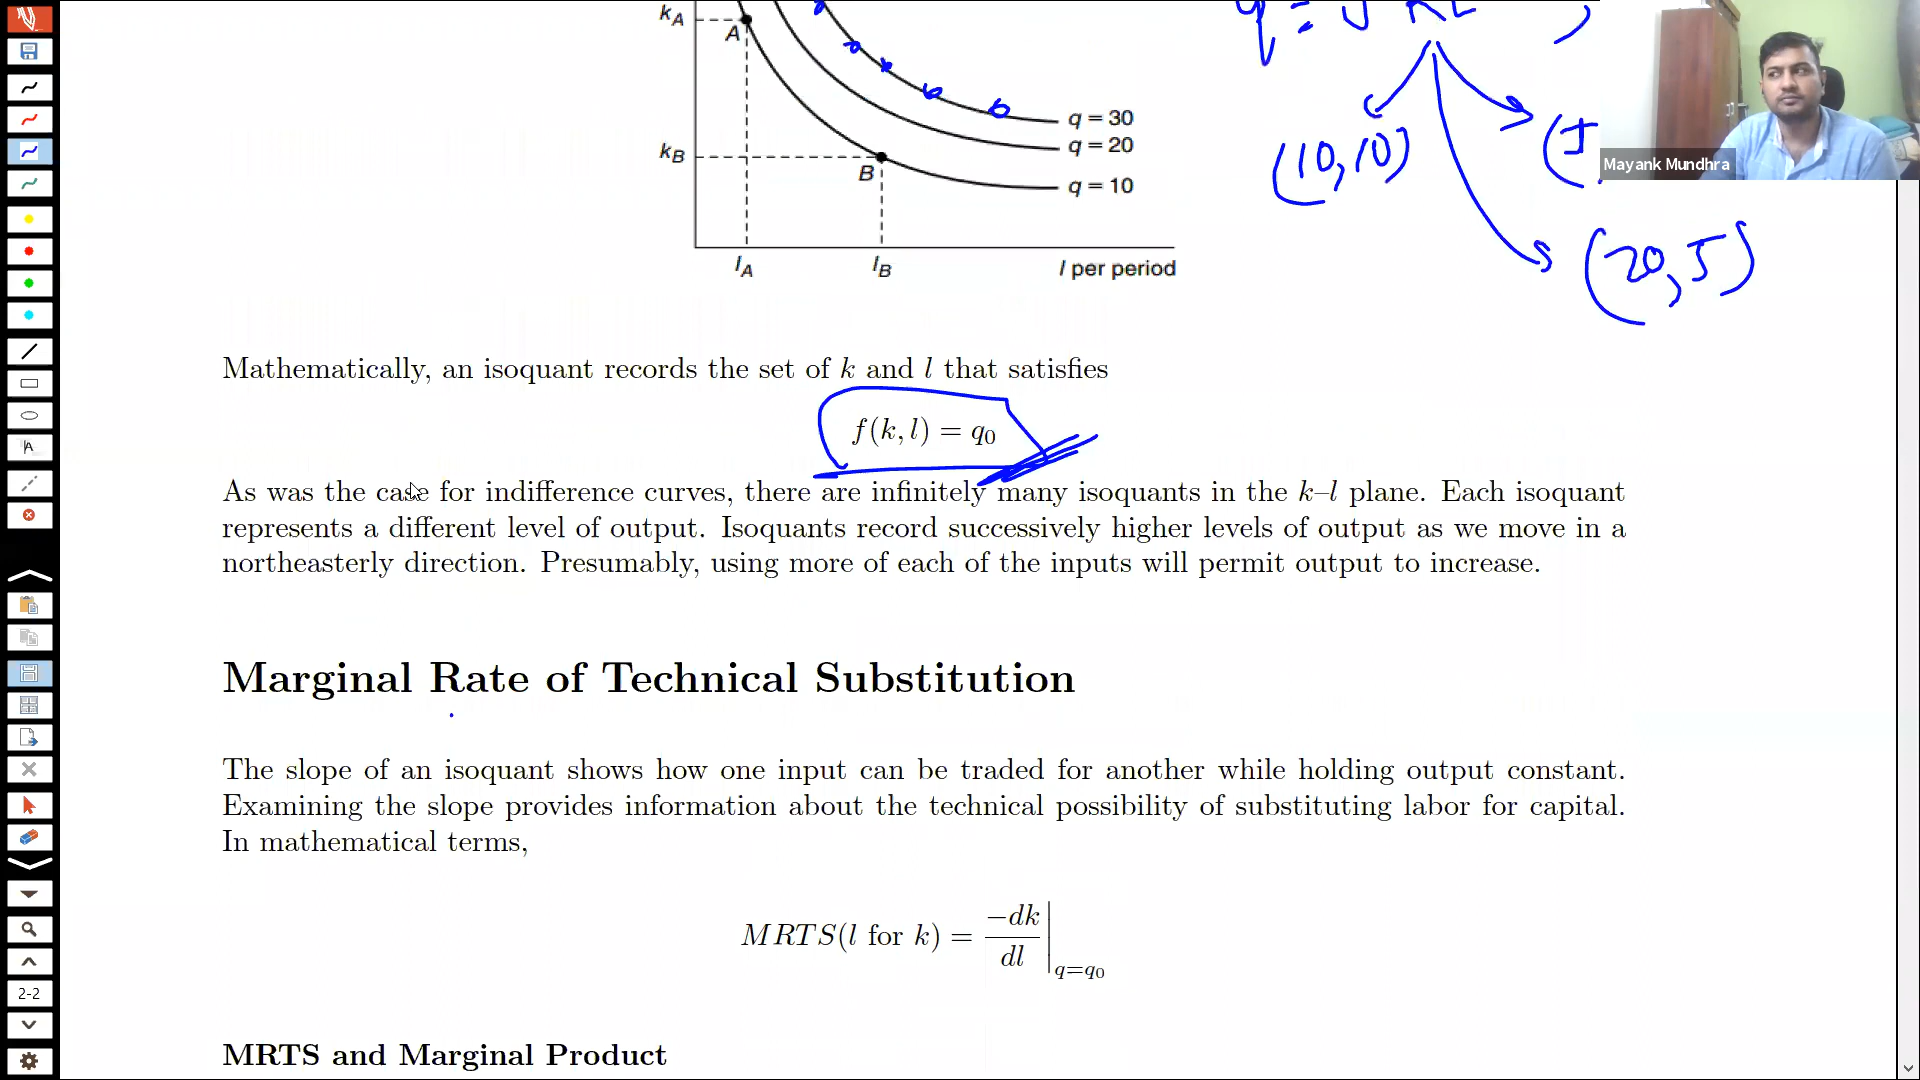 k_A
A
q = 30
q = 20
k_B
B
q = 10
(10,10)
Mayank Mundhra
l_A
l_B
l per period
(20,5)
Mathematically, an isoquant records the set of k and l that satisfies
f(k, l) = q₀
As was the case for indifference curves, there are infinitely many isoquants in the k–l plane. Each isoquant
represents a different level of output. Isoquants record successively higher levels of output as we move in a
northeasterly direction. Presumably, using more of each of the inputs will permit output to increase.
Marginal Rate of Technical Substitution
The slope of an isoquant shows how one input can be traded for another while holding output constant.
Examining the slope provides information about the technical possibility of substituting labor for capital.
In mathematical terms,
MRTS(l for k) = −dk/dl|q=q₀
MRTS and Marginal Product
2-2